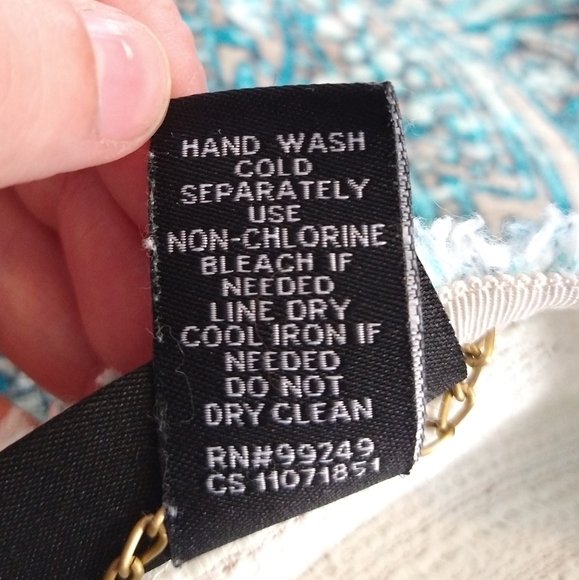 HAND WASH
COLD
SEPARATELY
USE
NON-CHLORINE
BLEACH IF
NEEDED
LINE DRY
COOL IRON IF
NEEDED
DO NOT
DRY CLEAN
RN#99249
CS 11071851